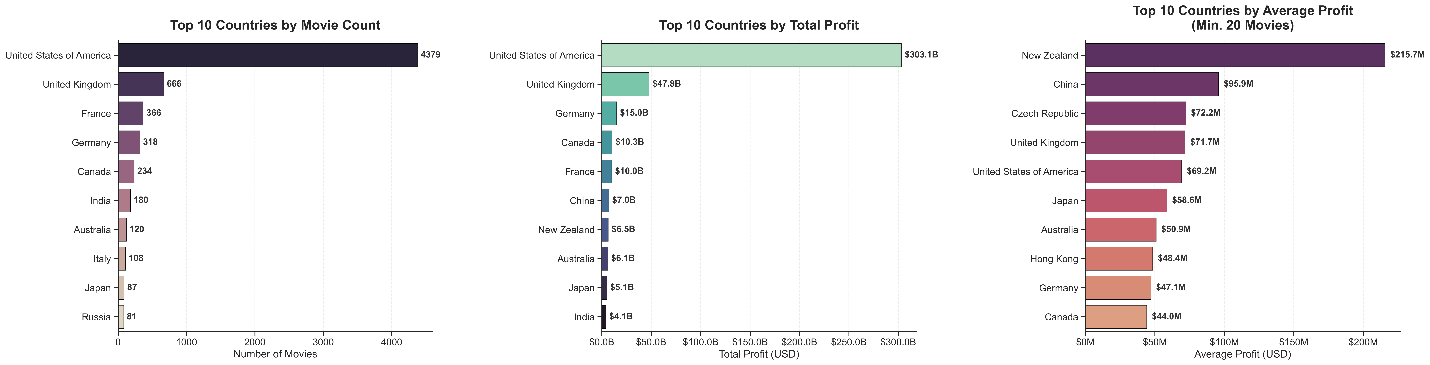 Top 10 Countries by Movie Count
United States of America 4379
United Kingdom 666
France 366
Germany 318
Canada 234
India 180
Australia 120
Italy 108
Japan 87
Russia 81
0 1000 2000 3000 4000
Number of Movies
Top 10 Countries by Total Profit
United States of America $303.1B
United Kingdom $47.8B
Germany $15.0B
Canada $10.3B
France $10.0B
China $7.0B
New Zealand $6.5B
Australia $6.1B
Japan $5.1B
India $4.1B
$0.0B $50.0B $100.0B $150.0B $200.0B $250.0B $300.0B
Total Profit (USD)
Top 10 Countries by Average Profit
(Min. 20 Movies)
New Zealand $215.7M
China $95.9M
Czech Republic $72.2M
United Kingdom $71.7M
United States of America $69.2M
Japan $58.6M
Australia $50.9M
Hong Kong $48.4M
Germany $47.1M
Canada $44.0M
$0M $50M $100M $150M $200M
Average Profit (USD)